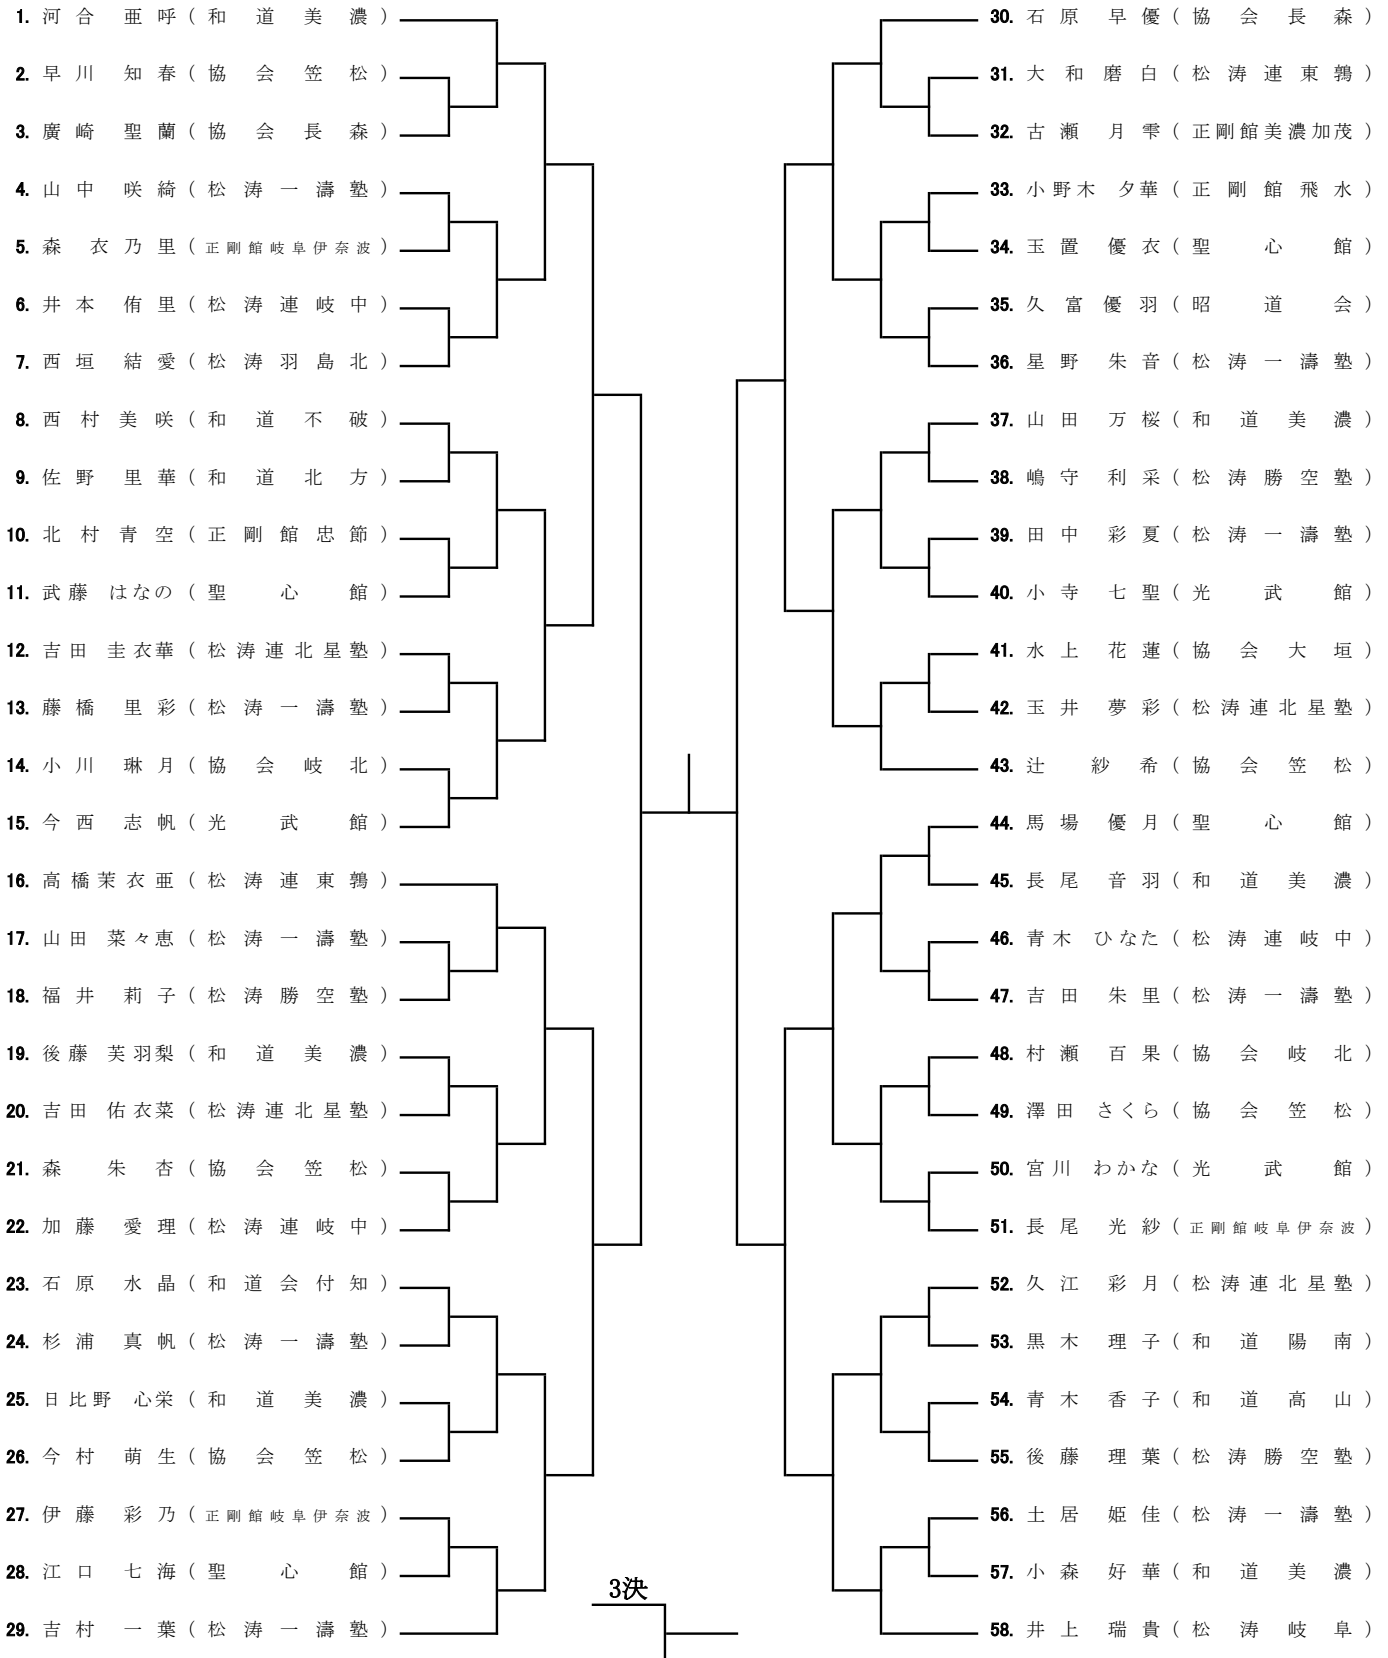 1. 河合 亜呼（和道美濃）
2. 早川 知春（協会笠松）
3. 廣崎 聖蘭（協会長森）
4. 山中 咲綺（松涛一濤塾）
5. 森 衣乃里（正剛館岐阜伊奈波）
6. 井本 侑里（松涛連岐中）
7. 西垣 結愛（松涛羽島北）
8. 西村 美咲（和道不破）
9. 佐野 里華（和道北方）
10. 北村 青空（正剛館忠節）
11. 武藤 はなの（聖心館）
12. 吉田 圭衣華（松涛連北星塾）
13. 藤橋 里彩（松涛一濤塾）
14. 小川 琳月（協会岐北）
15. 今西 志帆（光武館）
16. 高橋茉衣亜（松涛連東鶉）
17. 山田 菜々恵（松涛一濤塾）
18. 福井 莉子（松涛勝空塾）
19. 後藤 芙羽梨（和道美濃）
20. 吉田 佑衣菜（松涛連北星塾）
21. 森 朱杏（協会笠松）
22. 加藤 愛理（松涛連岐中）
23. 石原 水晶（和道会付知）
24. 杉浦 真帆（松涛一濤塾）
25. 日比野 心栄（和道美濃）
26. 今村 萌生（協会笠松）
27. 伊藤 彩乃（正剛館岐阜伊奈波）
28. 江口 七海（聖心館）
29. 吉村 一葉（松涛一濤塾）
3決
30. 石原 早優（協会長森）
31. 大和 磨白（松涛連東鶉）
32. 古瀬 月雫（正剛館美濃加茂）
33. 小野木 夕華（正剛館飛水）
34. 玉置 優衣（聖心館）
35. 久富優羽（昭道会）
36. 星野 朱音（松涛一濤塾）
37. 山田 万桜（和道美濃）
38. 嶋守 利采（松涛勝空塾）
39. 田中 彩夏（松涛一濤塾）
40. 小寺 七聖（光武館）
41. 水上 花蓮（協会大垣）
42. 玉井 夢彩（松涛連北星塾）
43. 辻 紗希（協会笠松）
44. 馬場 優月（聖心館）
45. 長尾 音羽（和道美濃）
46. 青木 ひなた（松涛連岐中）
47. 吉田 朱里（松涛一濤塾）
48. 村瀬 百果（協会岐北）
49. 澤田 さくら（協会笠松）
50. 宮川 わかな（光武館）
51. 長尾 光紗（正剛館岐阜伊奈波）
52. 久江 彩月（松涛連北星塾）
53. 黒木 理子（和道陽南）
54. 青木 香子（和道高山）
55. 後藤 理葉（松涛勝空塾）
56. 土居 姫佳（松涛一濤塾）
57. 小森 好華（和道美濃）
58. 井上 瑞貴（松涛岐阜）